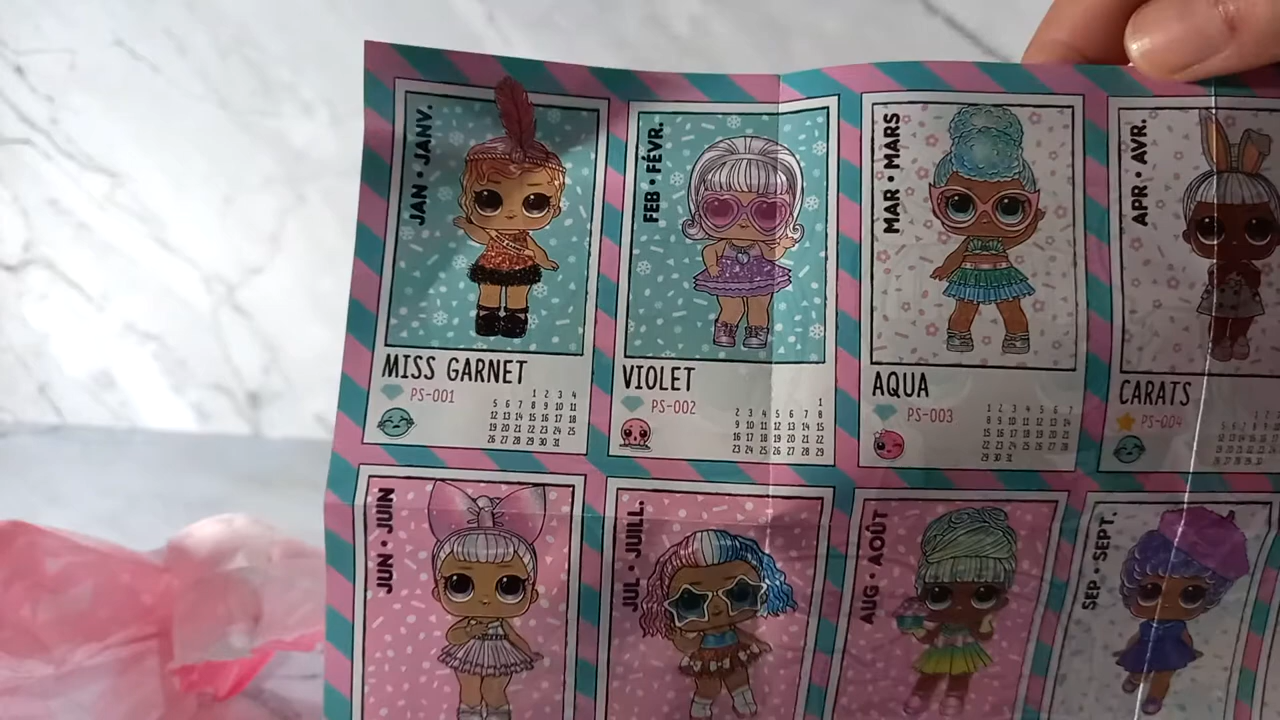 JAN • JANV.
MISS GARNET
PS-001
1 2 3 4
5 6 7 8 9 10 11
12 13 14 15 16 17 18
19 20 21 22 23 24 25
26 27 28 29 30 31
FEB • FÉVR.
VIOLET
PS-002
1
2 3 4 5 6 7 8
9 10 11 12 13 14 15
16 17 18 19 20 21 22
23 24 25 26 27 28 29
MAR • MARS
AQUA
PS-003
1 2 3 4 5 6 7
8 9 10 11 12 13 14
15 16 17 18 19 20 21
22 23 24 25 26 27 28
29 30 31
APR. • AVR.
CARATS
PS-004
JUN • JUIN
JUL • JUILL.
AUG • AOÛT
SEP • SEPT.